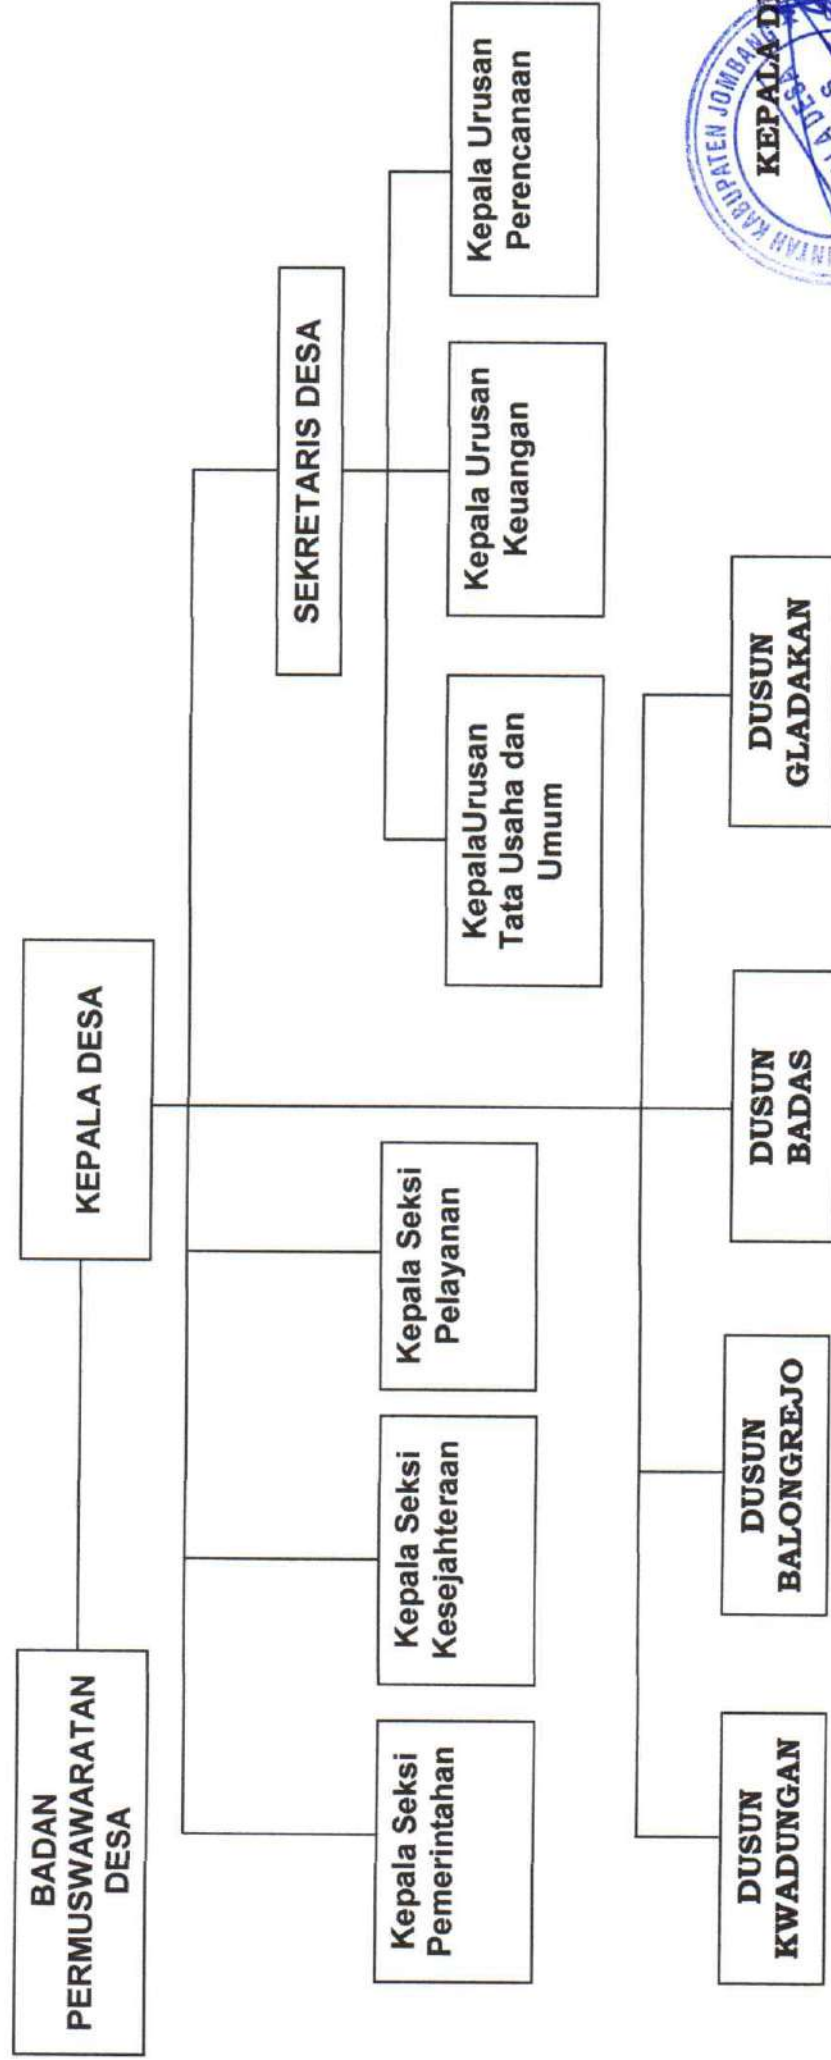 BADAN
PERMUSWAWARATAN
DESA
KEPALA DESA
SEKRETARIS DESA
Kepala Seksi
Pemerintahan
Kepala Seksi
Kesejahteraan
Kepala Seksi
Pelayanan
KepalaUrusan
Tata Usaha dan
Umum
Kepala Urusan
Keuangan
Kepala Urusan
Perencanaan
DUSUN
KWADUNGAN
DUSUN
BALONGREJO
DUSUN
BADAS
DUSUN
GLADAKAN
KEPALA
KABUPATEN JOMBANG